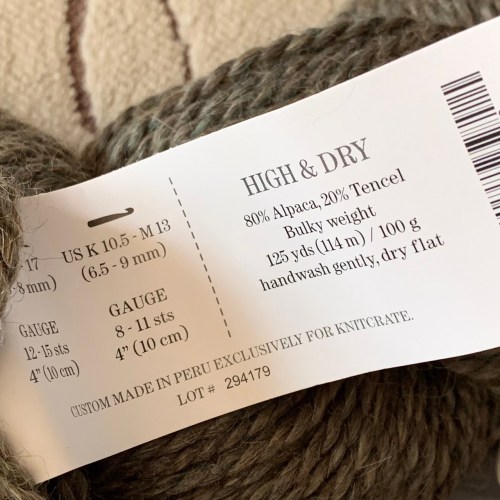 HIGH & DRY
80% Alpaca, 20% Tencel
Bulky weight
125 yds (114 m) / 100 g
handwash gently, dry flat
17
8 mm)
GAUGE
12-15 sts
4" (10 cm)
US K 10.5 - M 13
(6.5 - 9 mm)
GAUGE
8 - 11 sts
4" (10 cm)
CUSTOM MADE IN PERU EXCLUSIVELY FOR KNITCRATE.
LOT # 294179